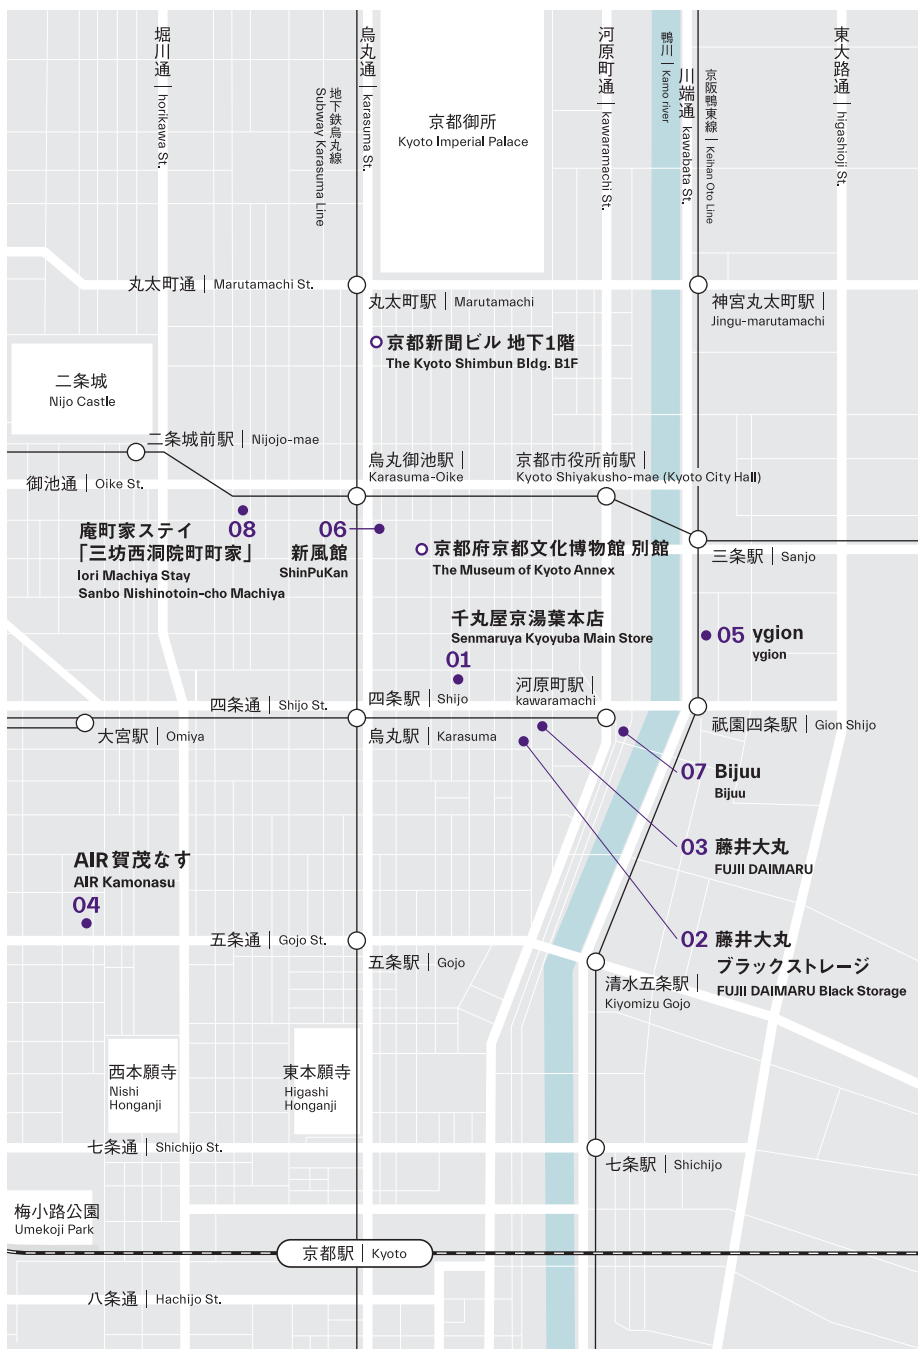 堀川通 | horikawa St.
地下鉄烏丸線
Subway Karasuma Line
烏丸通 | karasuma St.
京都御所
Kyoto Imperial Palace
河原町通 | kawaramachi St.
鴨川 | Kamo river
川端通 | kawabata St.
京阪鴨東線 | Keihan Oto Line
東大路通 | higashioji St.
丸太町通 | Marutamachi St.
丸太町駅 | Marutamachi
神宮丸太町駅 |
Jingu-marutamachi
京都新聞ビル 地下1階
The Kyoto Shimbun Bldg. B1F
二条城
Nijo Castle
二条城前駅 | Nijojo-mae
御池通 | Oike St.
烏丸御池駅 |
Karasuma-Oike
京都市役所前駅 |
Kyoto Shiyakusho-mae (Kyoto City Hall)
08
庵町家ステイ
「三坊西洞院町町家」
Iori Machiya Stay
Sanbo Nishinotoin-cho Machiya
06
新風館
ShinPuKan
京都府京都文化博物館 別館
The Museum of Kyoto Annex
三条駅 | Sanjo
千丸屋京湯葉本店
Senmaruya Kyoyuba Main Store
01
05 ygion
ygion
四条通 | Shijo St.
四条駅 | Shijo
河原町駅 |
kawaramachi
大宮駅 | Omiya
烏丸駅 | Karasuma
祇園四条駅 | Gion Shijo
07 Bijuu
Bijuu
03 藤井大丸
FUJII DAIMARU
AIR 賀茂なす
AIR Kamonasu
04
02 藤井大丸
ブラックストレージ
FUJII DAIMARU Black Storage
五条通 | Gojo St.
五条駅 | Gojo
清水五条駅 |
Kiyomizu Gojo
西本願寺
Nishi
Honganji
東本願寺
Higashi
Honganji
七条通 | Shichijo St.
七条駅 | Shichijo
梅小路公園
Umekoji Park
京都駅 | Kyoto
八条通 | Hachijo St.